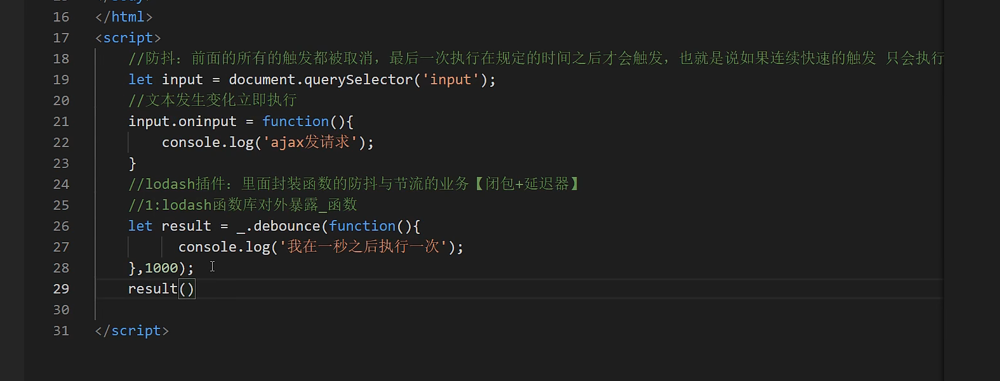 16 </html>
17 <script>
18 //防抖：前面的所有的触发都被取消，最后一次执行在规定的时间之后才会触发，也就是说如果连续快速的触发 只会执行
19 let input = document.querySelector('input');
20 //文本发生变化立即执行
21 input.oninput = function(){
22 console.log('ajax发请求');
23 }
24 //lodash插件：里面封装函数的防抖与节流的业务【闭包+延迟器】
25 //1:lodash函数库对外暴露_函数
26 let result = _.debounce(function(){
27 console.log('我在一秒之后执行一次');
28 },1000);
29 result()
30
31 </script>